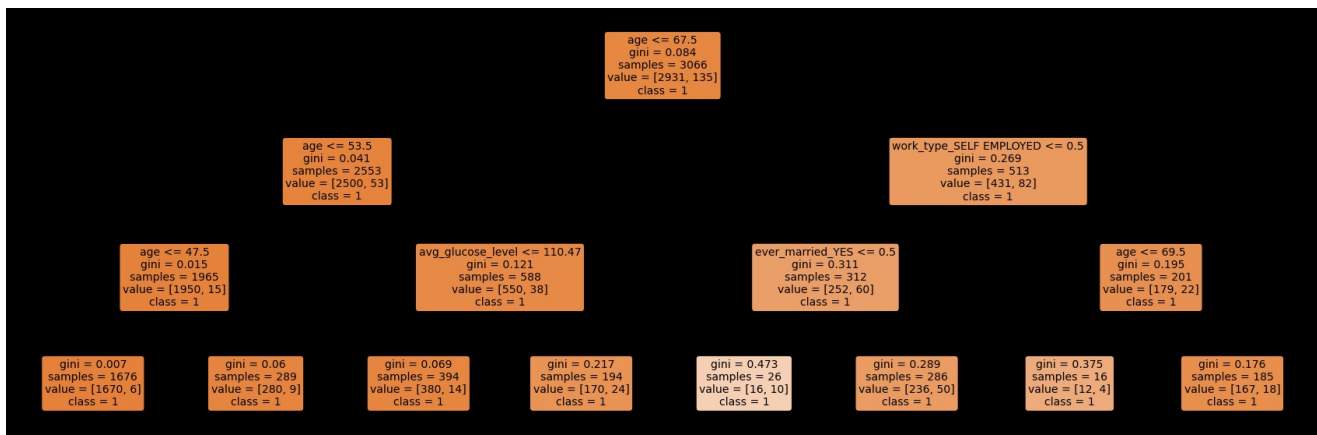 age <= 67.5
gini = 0.084
samples = 3066
value = [2931, 135]
class = 1
age <= 53.5
gini = 0.041
samples = 2553
value = [2500, 53]
class = 1
work_type_SELF EMPLOYED <= 0.5
gini = 0.269
samples = 513
value = [431, 82]
class = 1
age <= 47.5
gini = 0.015
samples = 1965
value = [1950, 15]
class = 1
avg_glucose_level <= 110.47
gini = 0.121
samples = 588
value = [550, 38]
class = 1
ever_married_YES <= 0.5
gini = 0.311
samples = 312
value = [252, 60]
class = 1
age <= 69.5
gini = 0.195
samples = 201
value = [179, 22]
class = 1
gini = 0.007
samples = 1676
value = [1670, 6]
class = 1
gini = 0.06
samples = 289
value = [280, 9]
class = 1
gini = 0.069
samples = 394
value = [380, 14]
class = 1
gini = 0.217
samples = 194
value = [170, 24]
class = 1
gini = 0.473
samples = 26
value = [16, 10]
class = 1
gini = 0.289
samples = 286
value = [236, 50]
class = 1
gini = 0.375
samples = 16
value = [12, 4]
class = 1
gini = 0.176
samples = 185
value = [167, 18]
class = 1